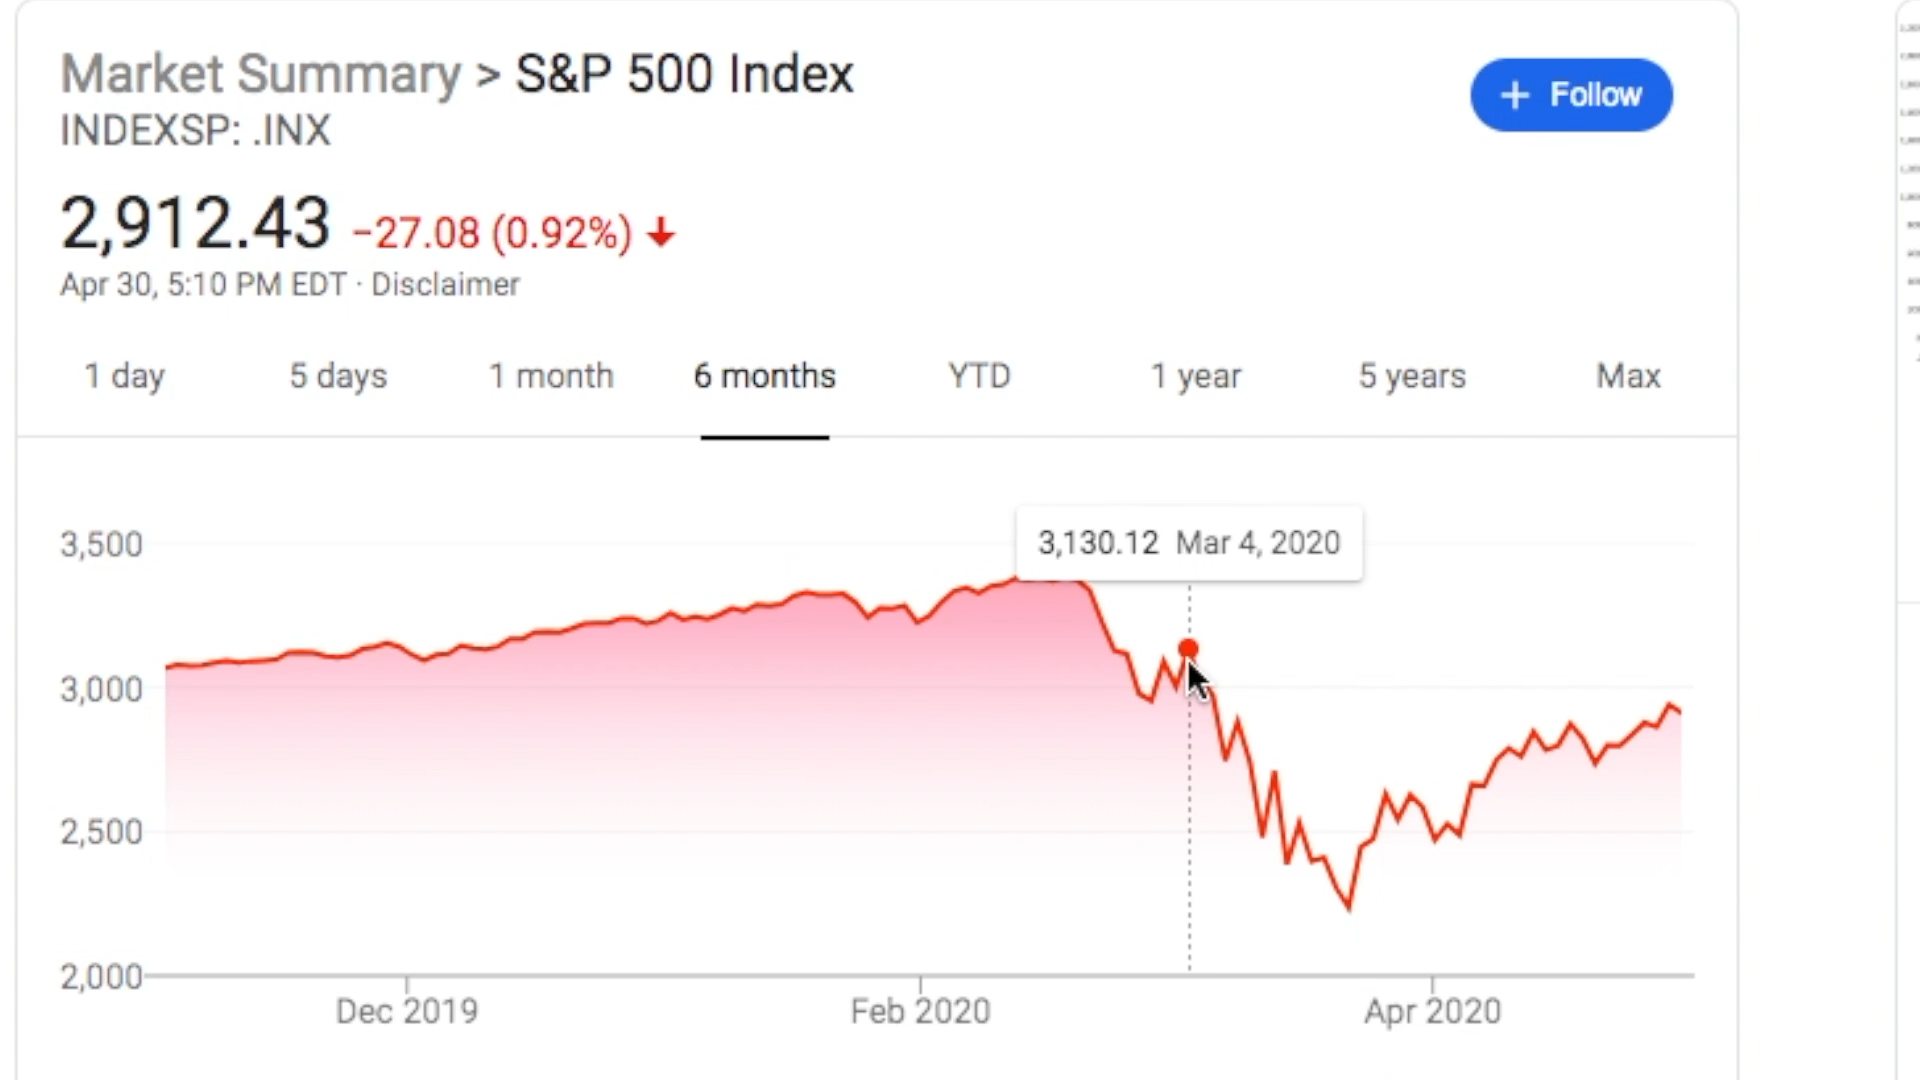 Market Summary > S&P 500 Index
INDEXSP: .INX
+ Follow
2,912.43 −27.08 (0.92%)
Apr 30, 5:10 PM EDT · Disclaimer
1 day 5 days 1 month 6 months YTD 1 year 5 years Max
3,130.12 Mar 4, 2020
3,500
3,000
2,500
2,000
Dec 2019 Feb 2020 Apr 2020